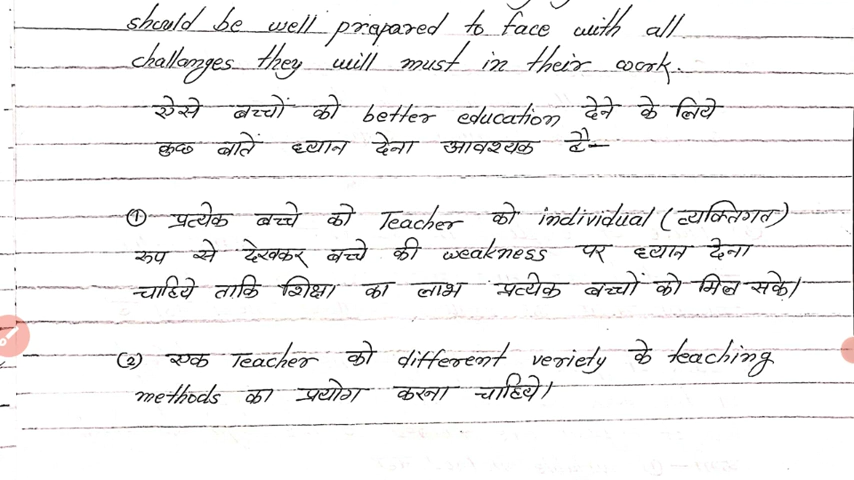 should be well prapared to face with all
challanges they will must in their work.
ऐसे बच्चों को better education देने के लिये
कुछ बातें ध्यान देना आवश्यक है-
① प्रत्येक बच्चे को Teacher को individual (व्यक्तिगत)
रूप से देखकर बच्चे की weakness पर ध्यान देना
चाहिये ताकि शिक्षा का लाभ प्रत्येक बच्चों को मिल सके।
(2) एक Teacher को different veriety के teaching
methods का प्रयोग करना चाहिये।